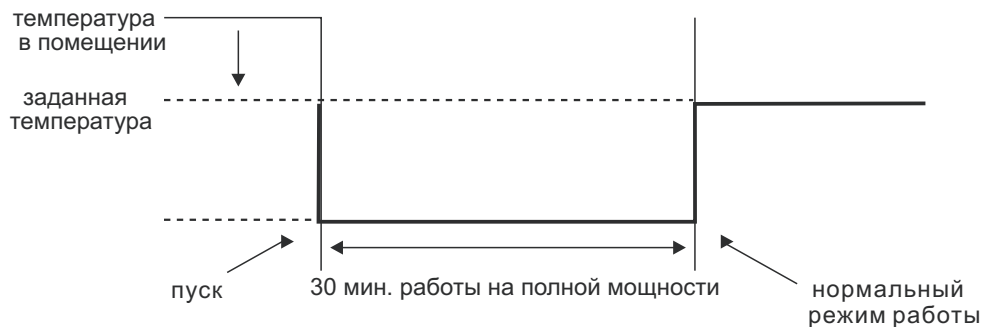 температура
в помещении
заданная
температура
пуск
30 мин. работы на полной мощности
нормальный
режим работы